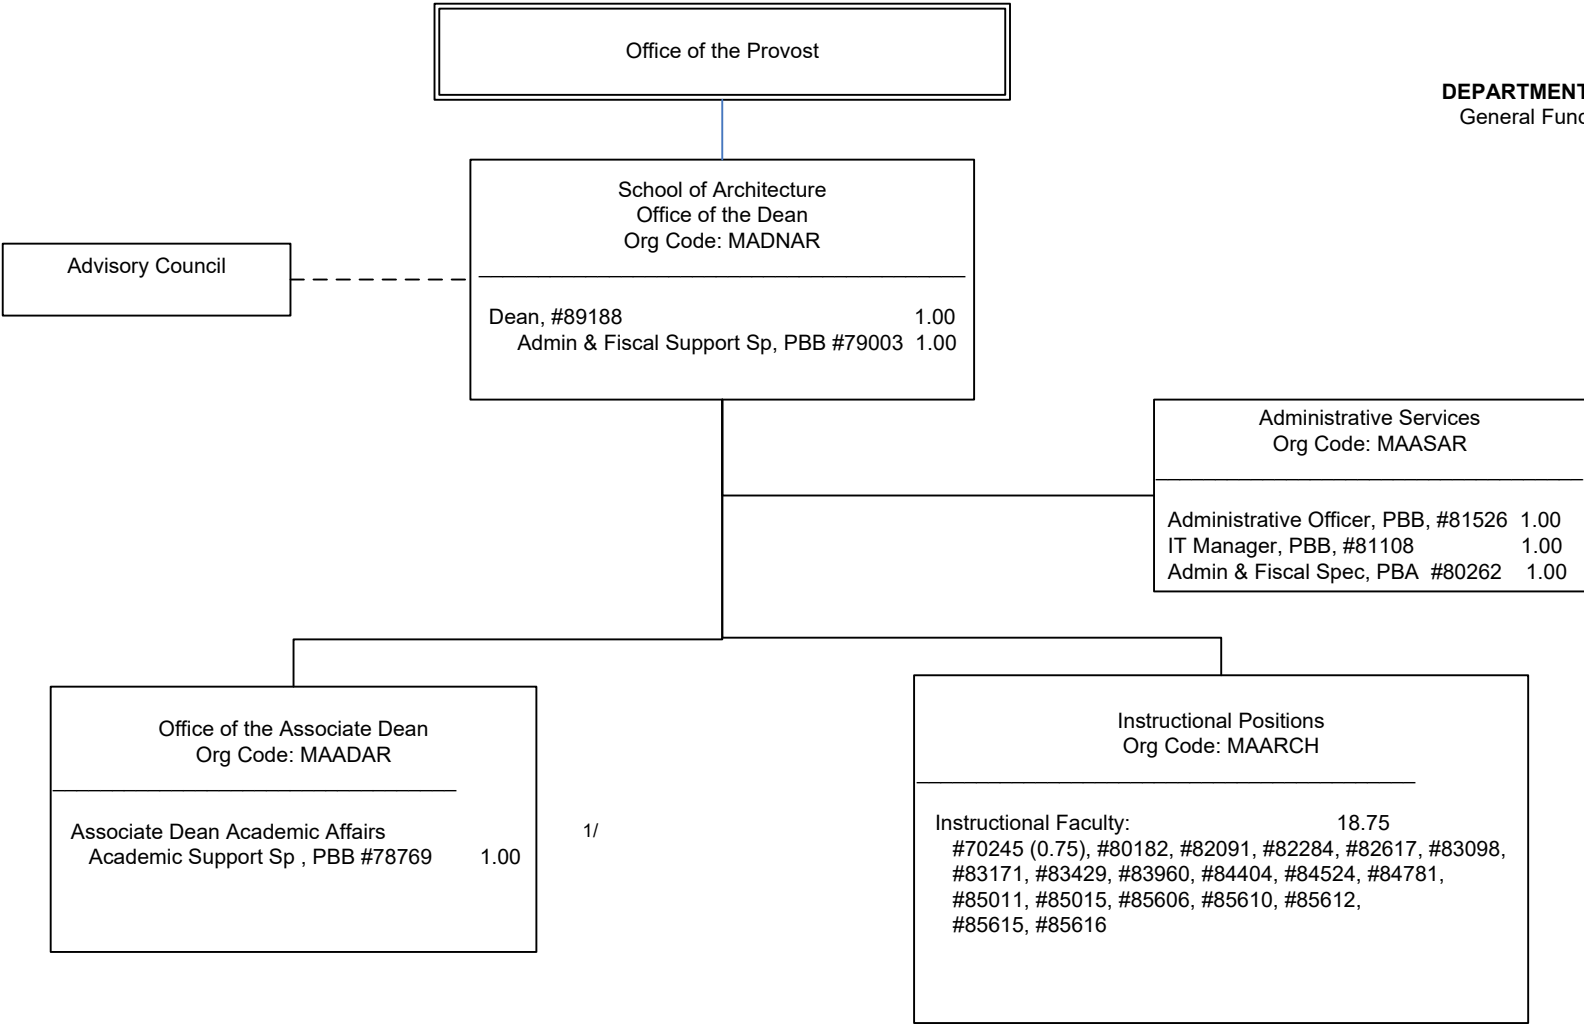 Office of the Provost
DEPARTMENT
General Fund
School of Architecture
Office of the Dean
Org Code: MADNAR
Advisory Council
Dean, #89188 1.00
Admin & Fiscal Support Sp, PBB #79003 1.00
Administrative Services
Org Code: MAASAR
Administrative Officer, PBB, #81526 1.00
IT Manager, PBB, #81108 1.00
Admin & Fiscal Spec, PBA #80262 1.00
Office of the Associate Dean
Org Code: MAADAR
Associate Dean Academic Affairs 1/
Academic Support Sp , PBB #78769 1.00
Instructional Positions
Org Code: MAARCH
Instructional Faculty: 18.75
#70245 (0.75), #80182, #82091, #82284, #82617, #83098,
#83171, #83429, #83960, #84404, #84524, #84781,
#85011, #85015, #85606, #85610, #85612,
#85615, #85616